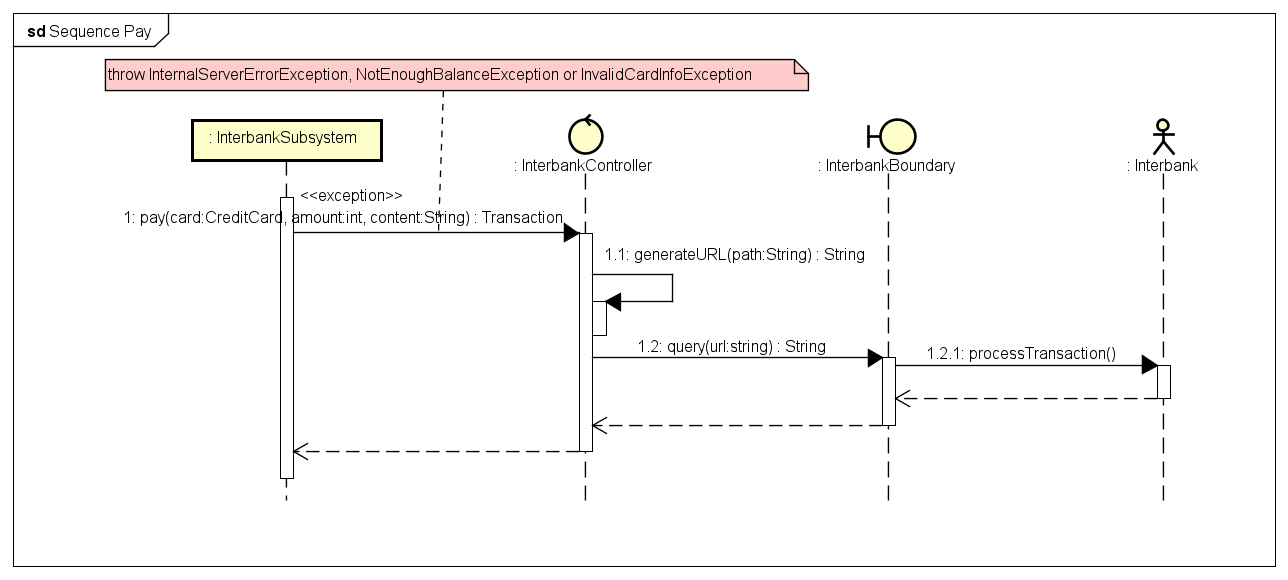 sd Sequence Pay
throw InternalServerErrorException, NotEnoughBalanceException or InvalidCardInfoException
: InterbankSubsystem
: InterbankController
: InterbankBoundary
: Interbank
<<exception>>
1: pay(card:CreditCard, amount:int, content:String) : Transaction
1.1: generateURL(path:String) : String
1.2: query(url:string) : String
1.2.1: processTransaction()